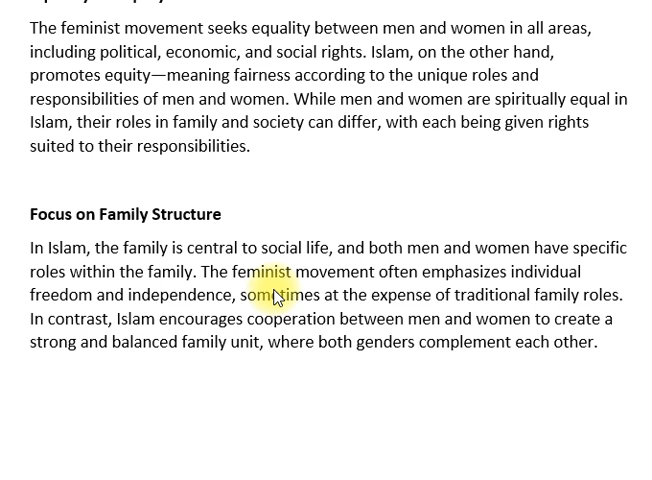 The feminist movement seeks equality between men and women in all areas,
including political, economic, and social rights. Islam, on the other hand,
promotes equity—meaning fairness according to the unique roles and
responsibilities of men and women. While men and women are spiritually equal in
Islam, their roles in family and society can differ, with each being given rights
suited to their responsibilities.
Focus on Family Structure
In Islam, the family is central to social life, and both men and women have specific
roles within the family. The feminist movement often emphasizes individual
freedom and independence, sometimes at the expense of traditional family roles.
In contrast, Islam encourages cooperation between men and women to create a
strong and balanced family unit, where both genders complement each other.